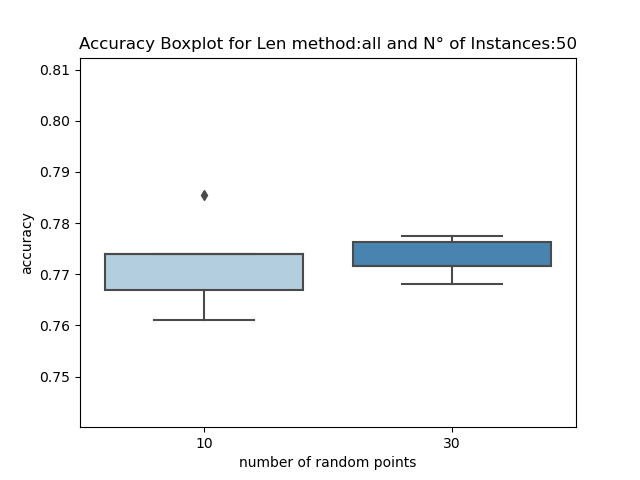 Accuracy Boxplot for Len method:all and N° of Instances:50
0.81
0.80
0.79
0.78
0.77
0.76
0.75
accuracy
10 30
number of random points